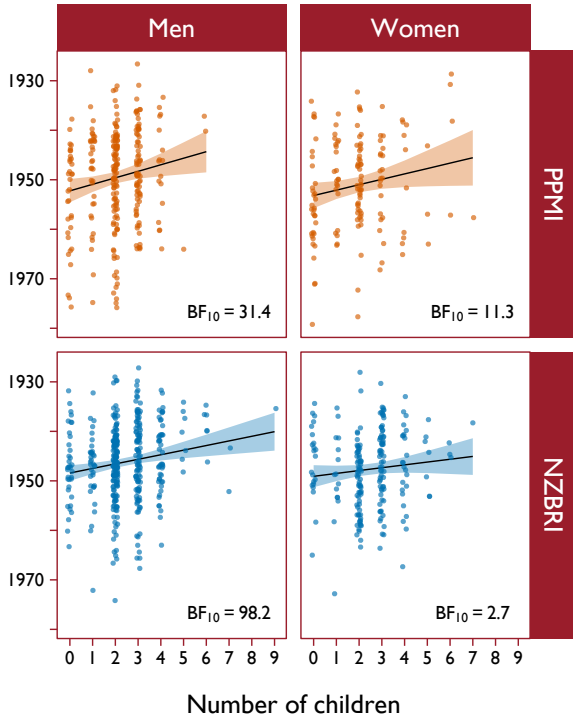 Men
Women
PPMI
1930
1950
1970
BF₁₀ = 31.4
BF₁₀ = 11.3
NZBRI
1930
1950
1970
BF₁₀ = 98.2
BF₁₀ = 2.7
0 1 2 3 4 5 6 7 8 9
0 1 2 3 4 5 6 7 8 9
Number of children